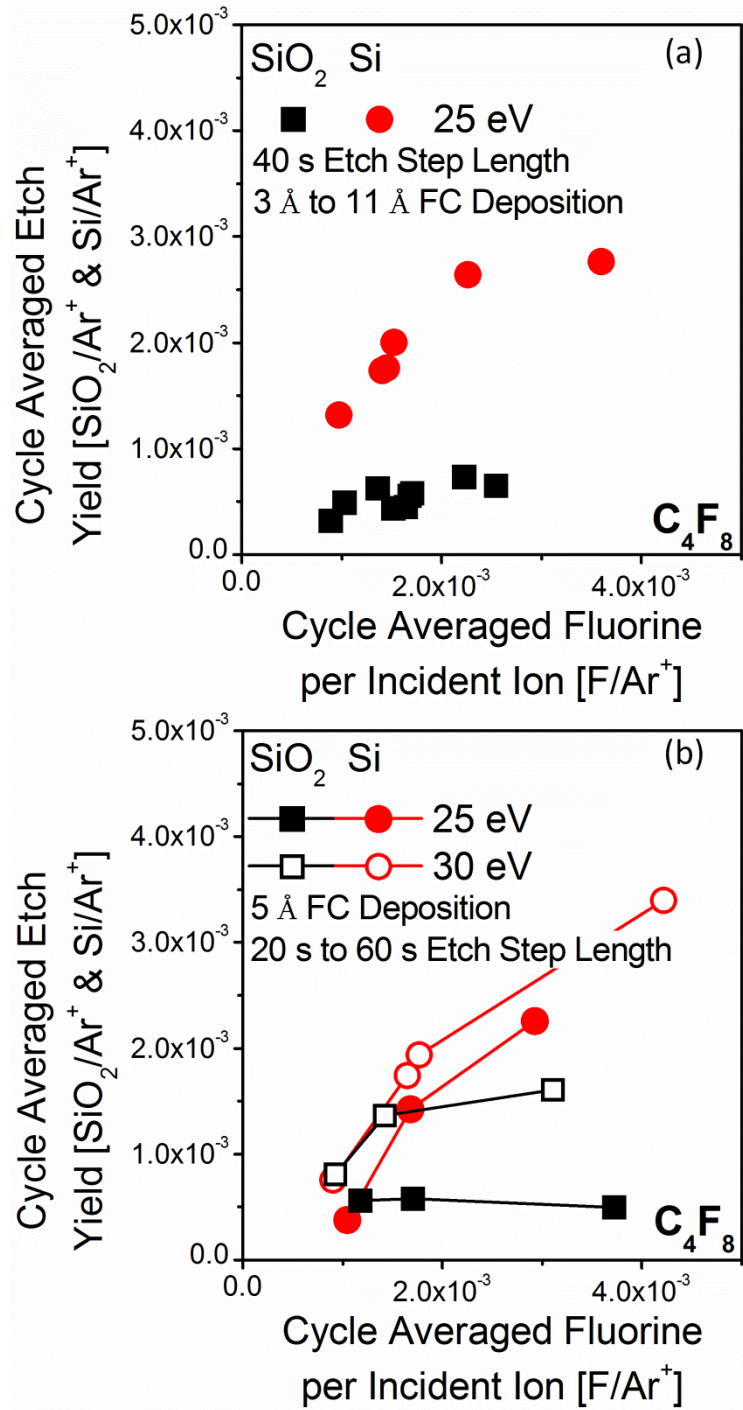 5.0x10⁻³
(a)
SiO₂ Si
4.0x10⁻³
25 eV
40 s Etch Step Length
3 Å to 11 Å FC Deposition
3.0x10⁻³
2.0x10⁻³
1.0x10⁻³
C₄F₈
0.0
0.0 2.0x10⁻³ 4.0x10⁻³
Cycle Averaged Etch
Yield [SiO₂/Ar⁺ & Si/Ar⁺]
Cycle Averaged Fluorine
per Incident Ion [F/Ar⁺]
5.0x10⁻³
(b)
SiO₂ Si
4.0x10⁻³
25 eV
30 eV
5 Å FC Deposition
3.0x10⁻³
20 s to 60 s Etch Step Length
2.0x10⁻³
1.0x10⁻³
C₄F₈
0.0
0.0 2.0x10⁻³ 4.0x10⁻³
Cycle Averaged Etch
Yield [SiO₂/Ar⁺ & Si/Ar⁺]
Cycle Averaged Fluorine
per Incident Ion [F/Ar⁺]